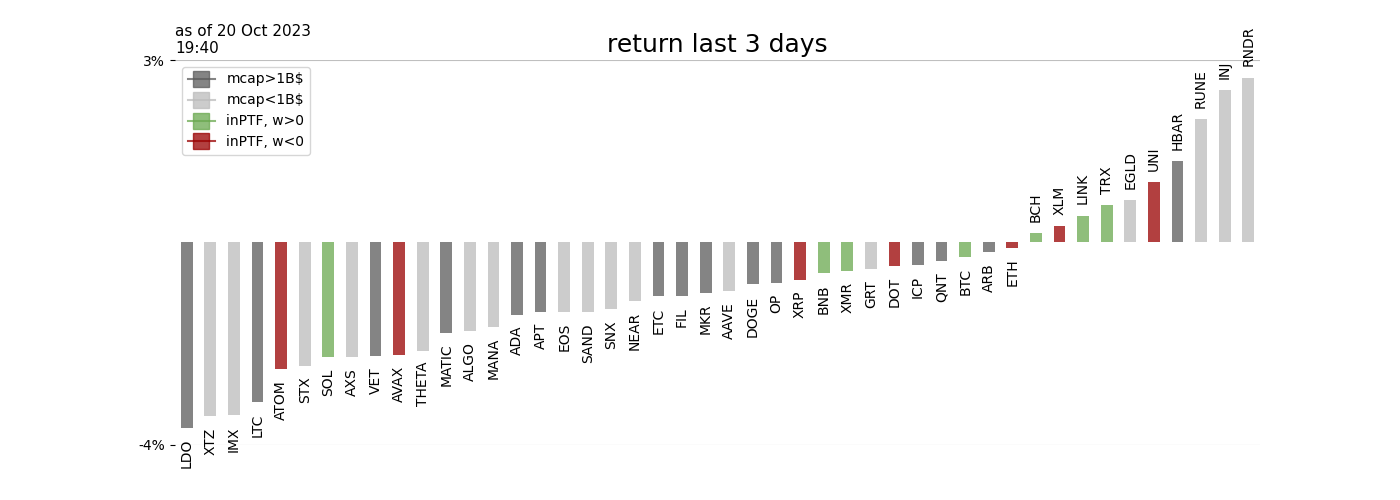 as of 20 Oct 2023
19:40
return last 3 days
3%
mcap>1B$
mcap<1B$
inPTF, w>0
inPTF, w<0
-4%
LDO
XTZ
IMX
LTC
ATOM
STX
SOL
AXS
VET
AVAX
THETA
MATIC
ALGO
MANA
ADA
APT
EOS
SAND
SNX
NEAR
ETC
FIL
MKR
AAVE
DOGE
OP
XRP
BNB
XMR
GRT
DOT
ICP
QNT
BTC
ARB
ETH
BCH
XLM
LINK
TRX
EGLD
UNI
HBAR
RUNE
INJ
RNDR